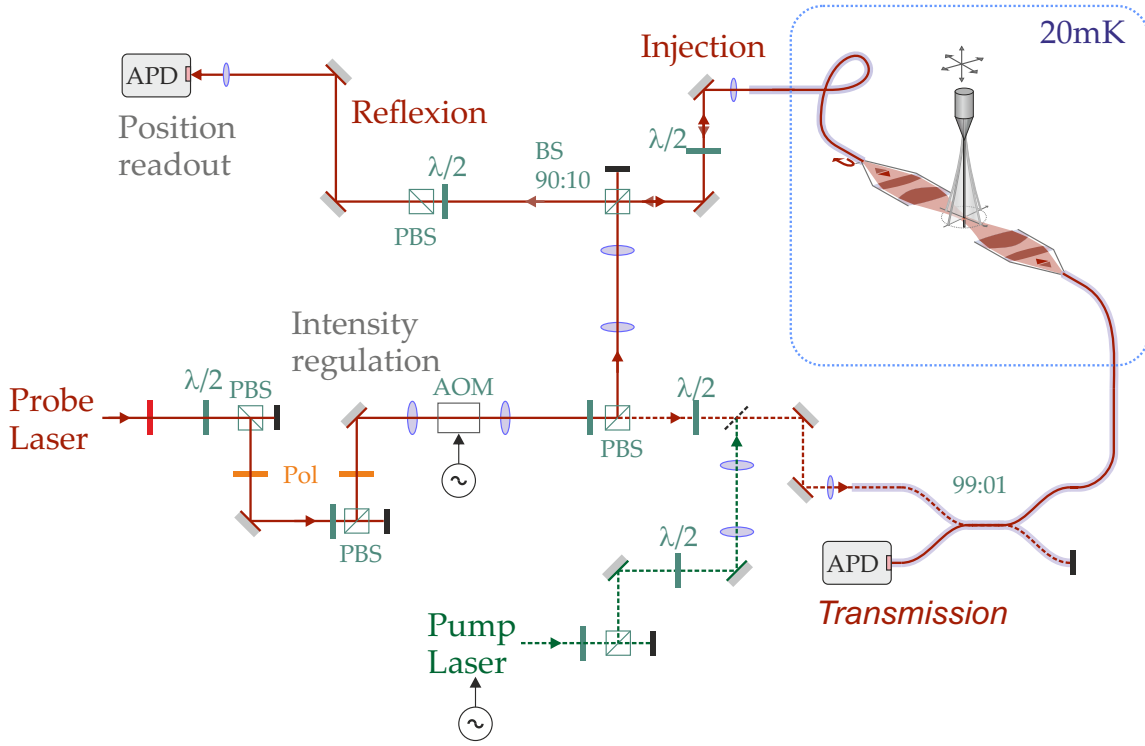 20mK
Injection
APD
Reflexion
Position
readout
λ/2
BS
90:10
λ/2
PBS
Intensity
regulation
λ/2
PBS
AOM
λ/2
Probe
Laser
PBS
Pol
99:01
PBS
λ/2
APD
Transmission
Pump
Laser